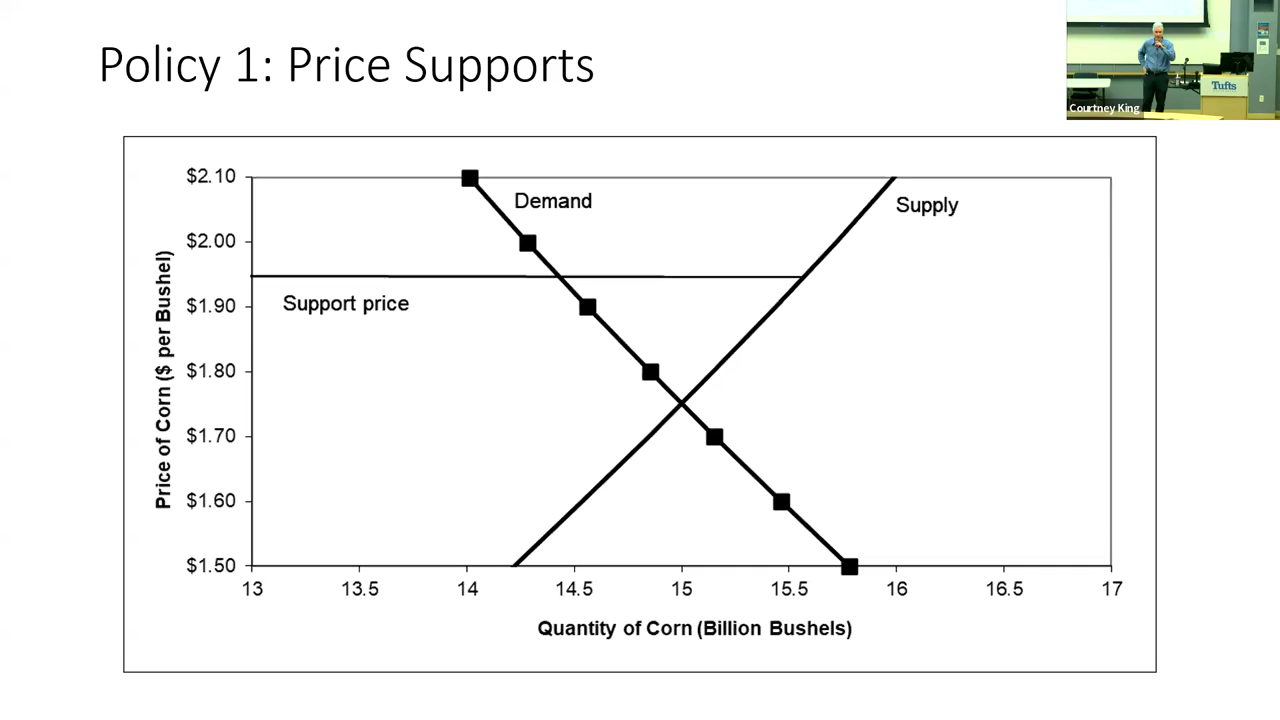 Policy 1: Price Supports
Tufts
Courtney King
$2.10
$2.00
$1.90
$1.80
$1.70
$1.60
$1.50
Price of Corn ($ per Bushel)
Demand
Supply
Support price
13 13.5 14 14.5 15 15.5 16 16.5 17
Quantity of Corn (Billion Bushels)